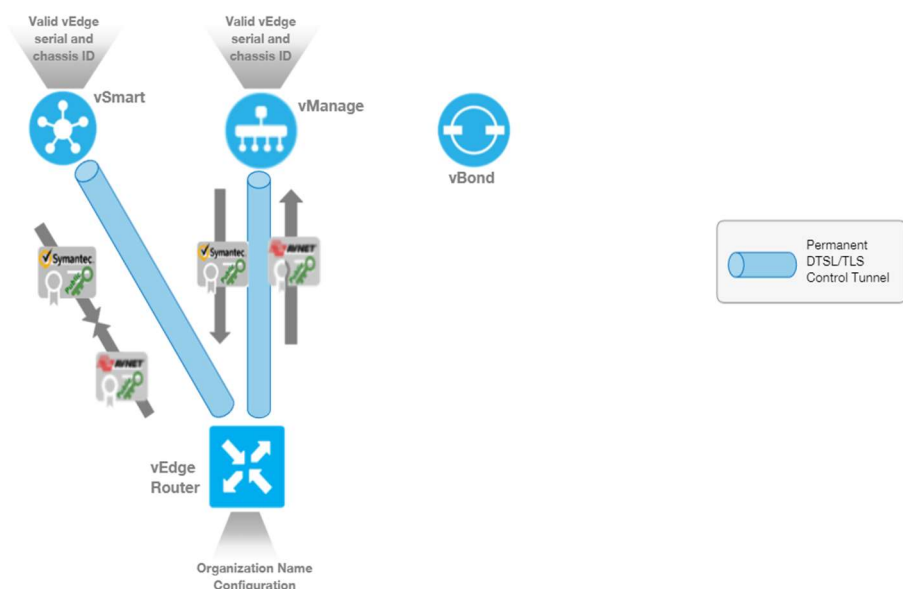 Valid vEdge
serial and
chassis ID
Valid vEdge
serial and
chassis ID
vSmart
vManage
vBond
Symantec
AVNET
Symantec
AVNET
Permanent
DTSL/TLS
Control Tunnel
vEdge
Router
Organization Name
Configuration